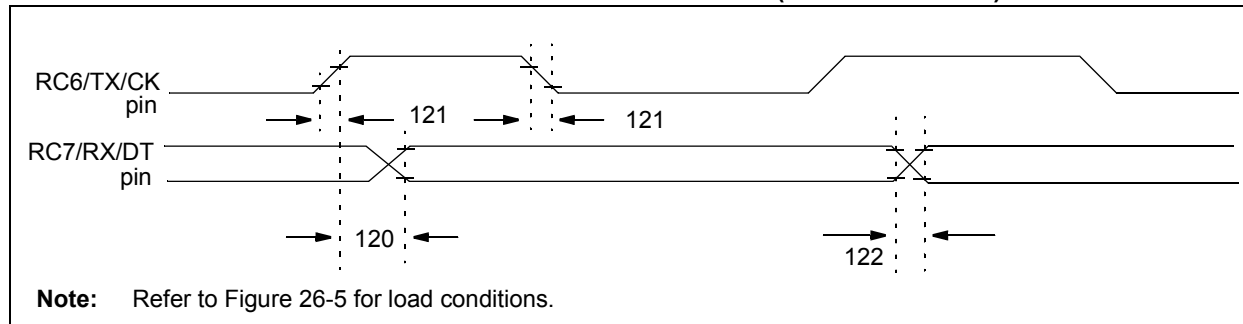 RC6/TX/CK
pin
121
121
RC7/RX/DT
pin
120
122
Note: Refer to Figure 26-5 for load conditions.